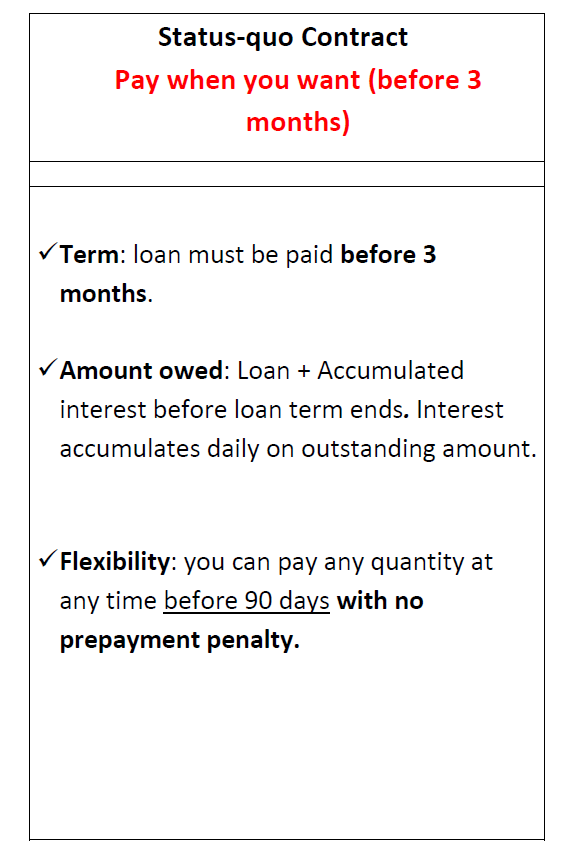 Status-quo Contract
Pay when you want (before 3
months)
✓Term: loan must be paid before 3
months.
✓Amount owed: Loan + Accumulated
interest before loan term ends. Interest
accumulates daily on outstanding amount.
✓Flexibility: you can pay any quantity at
any time before 90 days with no
prepayment penalty.